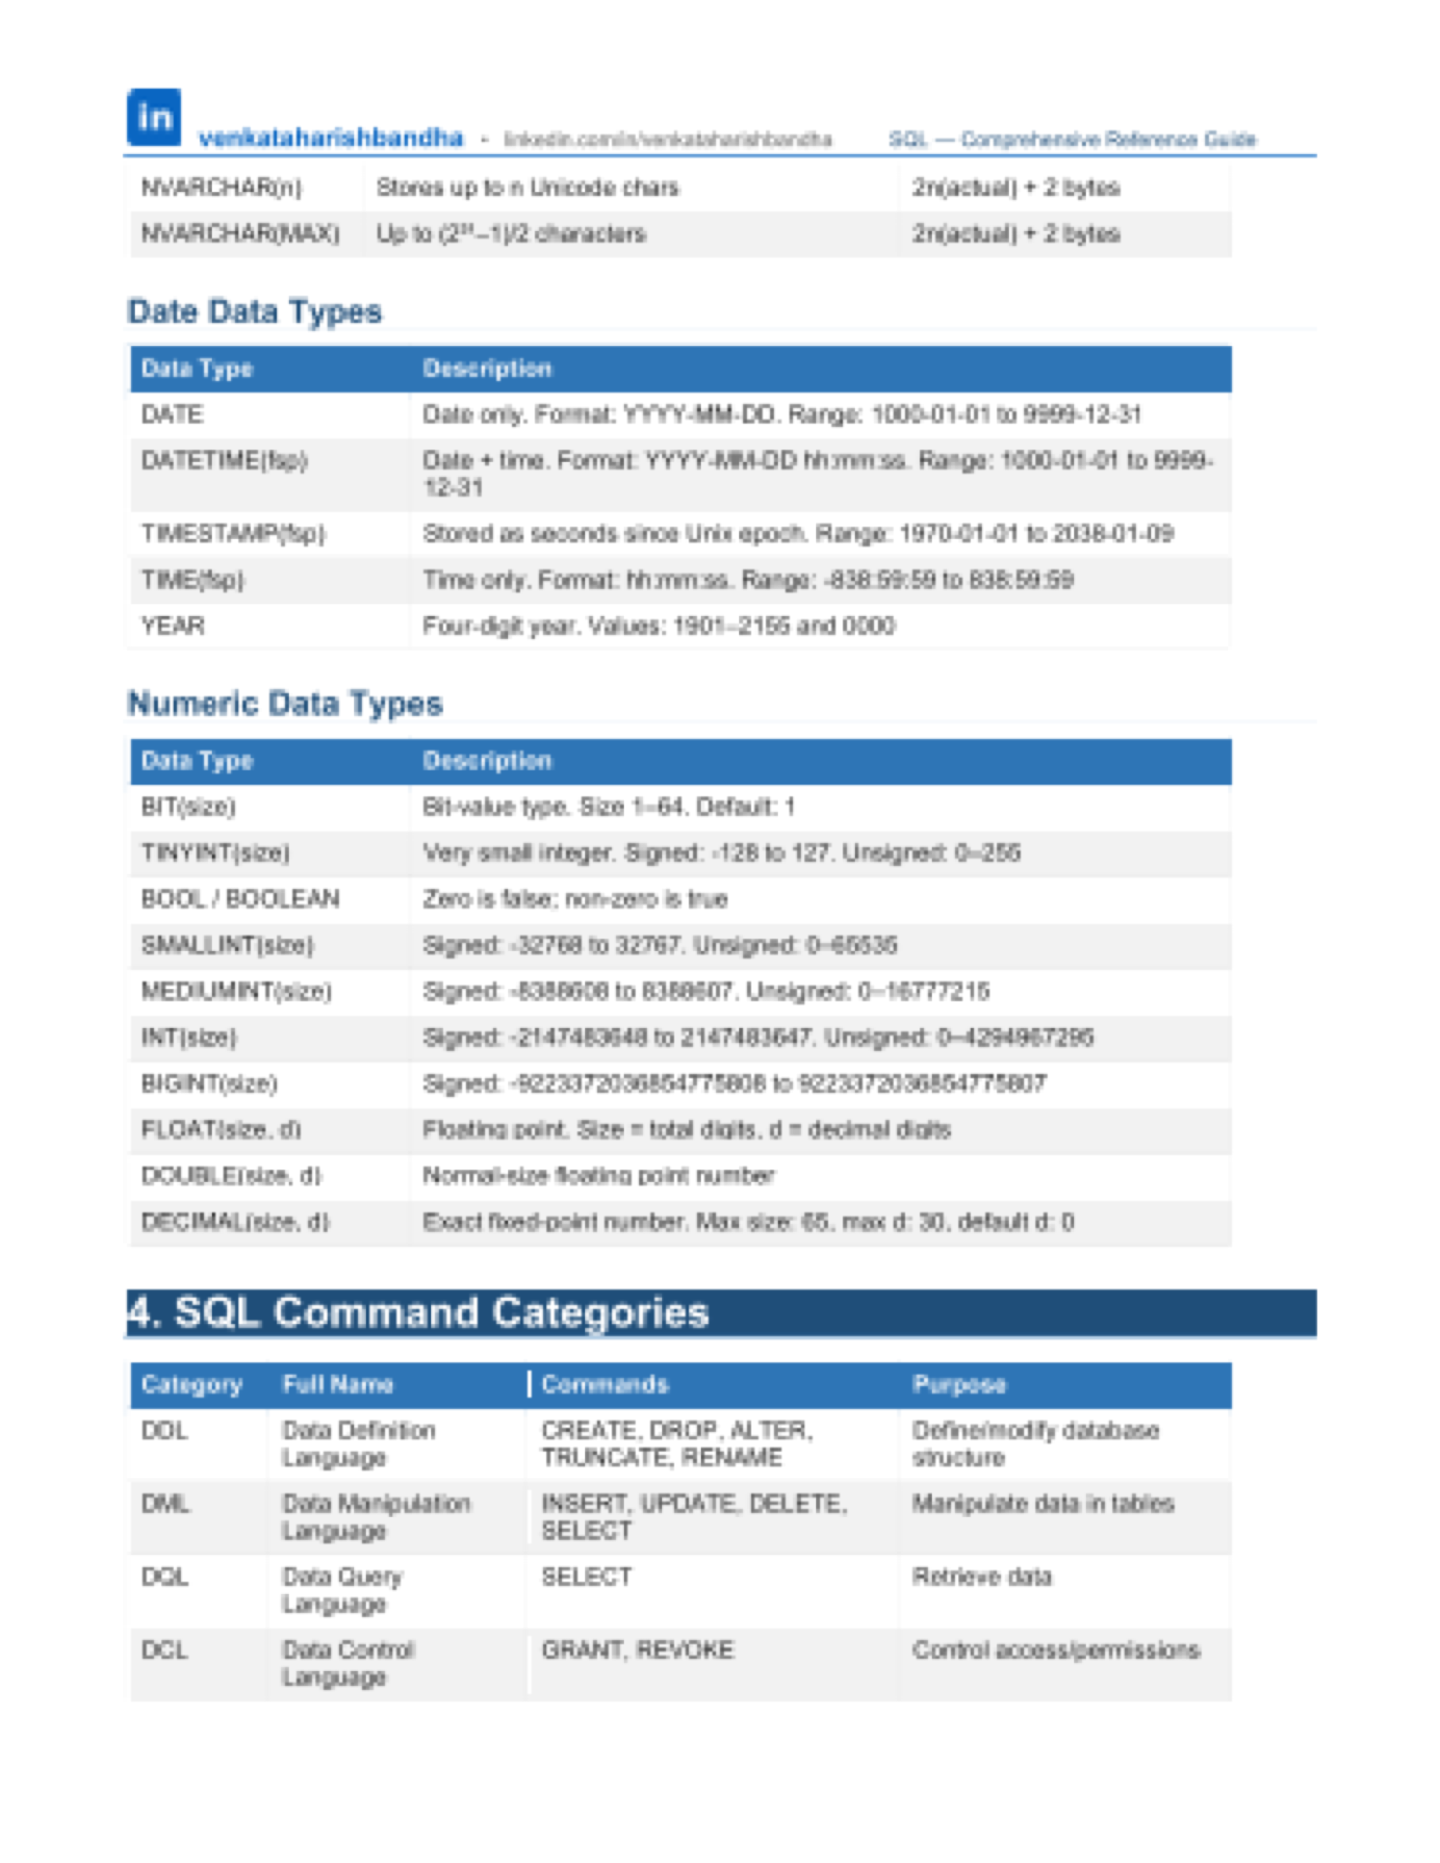 in
venkataharishbandha - linkedin.com/in/venkataharishbandha SQL — Comprehensive Reference Guide
NVARCHAR(n) Stores up to n Unicode chars 2n(actual) + 2 bytes
NVARCHAR(MAX) Up to (2³¹–1)/2 characters 2n(actual) + 2 bytes
Date Data Types
Data Type Description
DATE Date only. Format: YYYY-MM-DD. Range: 1000-01-01 to 9999-12-31
DATETIME(fsp) Date + time. Format: YYYY-MM-DD hh:mm:ss. Range: 1000-01-01 to 9999-
12-31
TIMESTAMP(fsp) Stored as seconds since Unix epoch. Range: 1970-01-01 to 2038-01-09
TIME(fsp) Time only. Format: hh:mm:ss. Range: -838:59:59 to 838:59:59
YEAR Four-digit year. Values: 1901–2155 and 0000
Numeric Data Types
Data Type Description
BIT(size) Bit-value type. Size 1–64. Default: 1
TINYINT(size) Very small integer. Signed: -128 to 127. Unsigned: 0–255
BOOL / BOOLEAN Zero is false; non-zero is true
SMALLINT(size) Signed: -32768 to 32767. Unsigned: 0–65535
MEDIUMINT(size) Signed: -8388608 to 8388607. Unsigned: 0–16777215
INT(size) Signed: -2147483648 to 2147483647. Unsigned: 0–4294967295
BIGINT(size) Signed: -9223372036854775808 to 9223372036854775807
FLOAT(size, d) Floating point. Size = total digits, d = decimal digits
DOUBLE(size, d) Normal-size floating point number
DECIMAL(size, d) Exact fixed-point number. Max size: 65, max d: 30, default d: 0
4. SQL Command Categories
Category Full Name Commands Purpose
DDL Data Definition CREATE, DROP, ALTER, Define/modify database
Language TRUNCATE, RENAME structure
DML Data Manipulation INSERT, UPDATE, DELETE, Manipulate data in tables
Language SELECT
DQL Data Query SELECT Retrieve data
Language
DCL Data Control GRANT, REVOKE Control access/permissions
Language